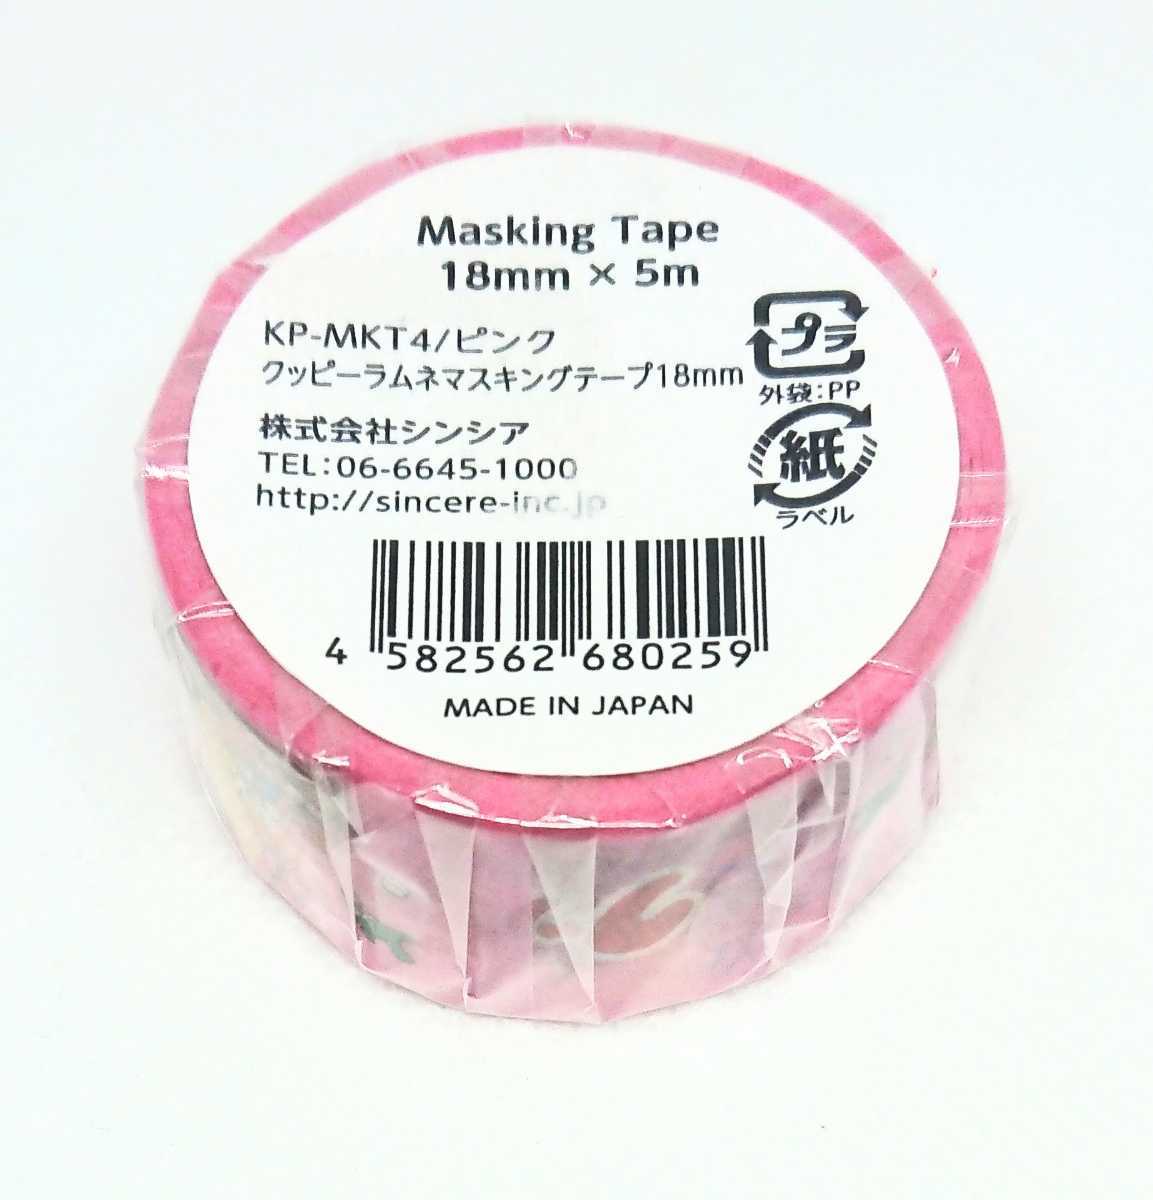 Masking Tape
18mm × 5m
KP-MKT4/ピンク
クッピーラムネマスキングテープ18mm
プラ
外袋:PP
株式会社シンシア
紙
TEL:06-6645-1000
http://sincere-inc.jp
ラベル
4 582562 680259
MADE IN JAPAN